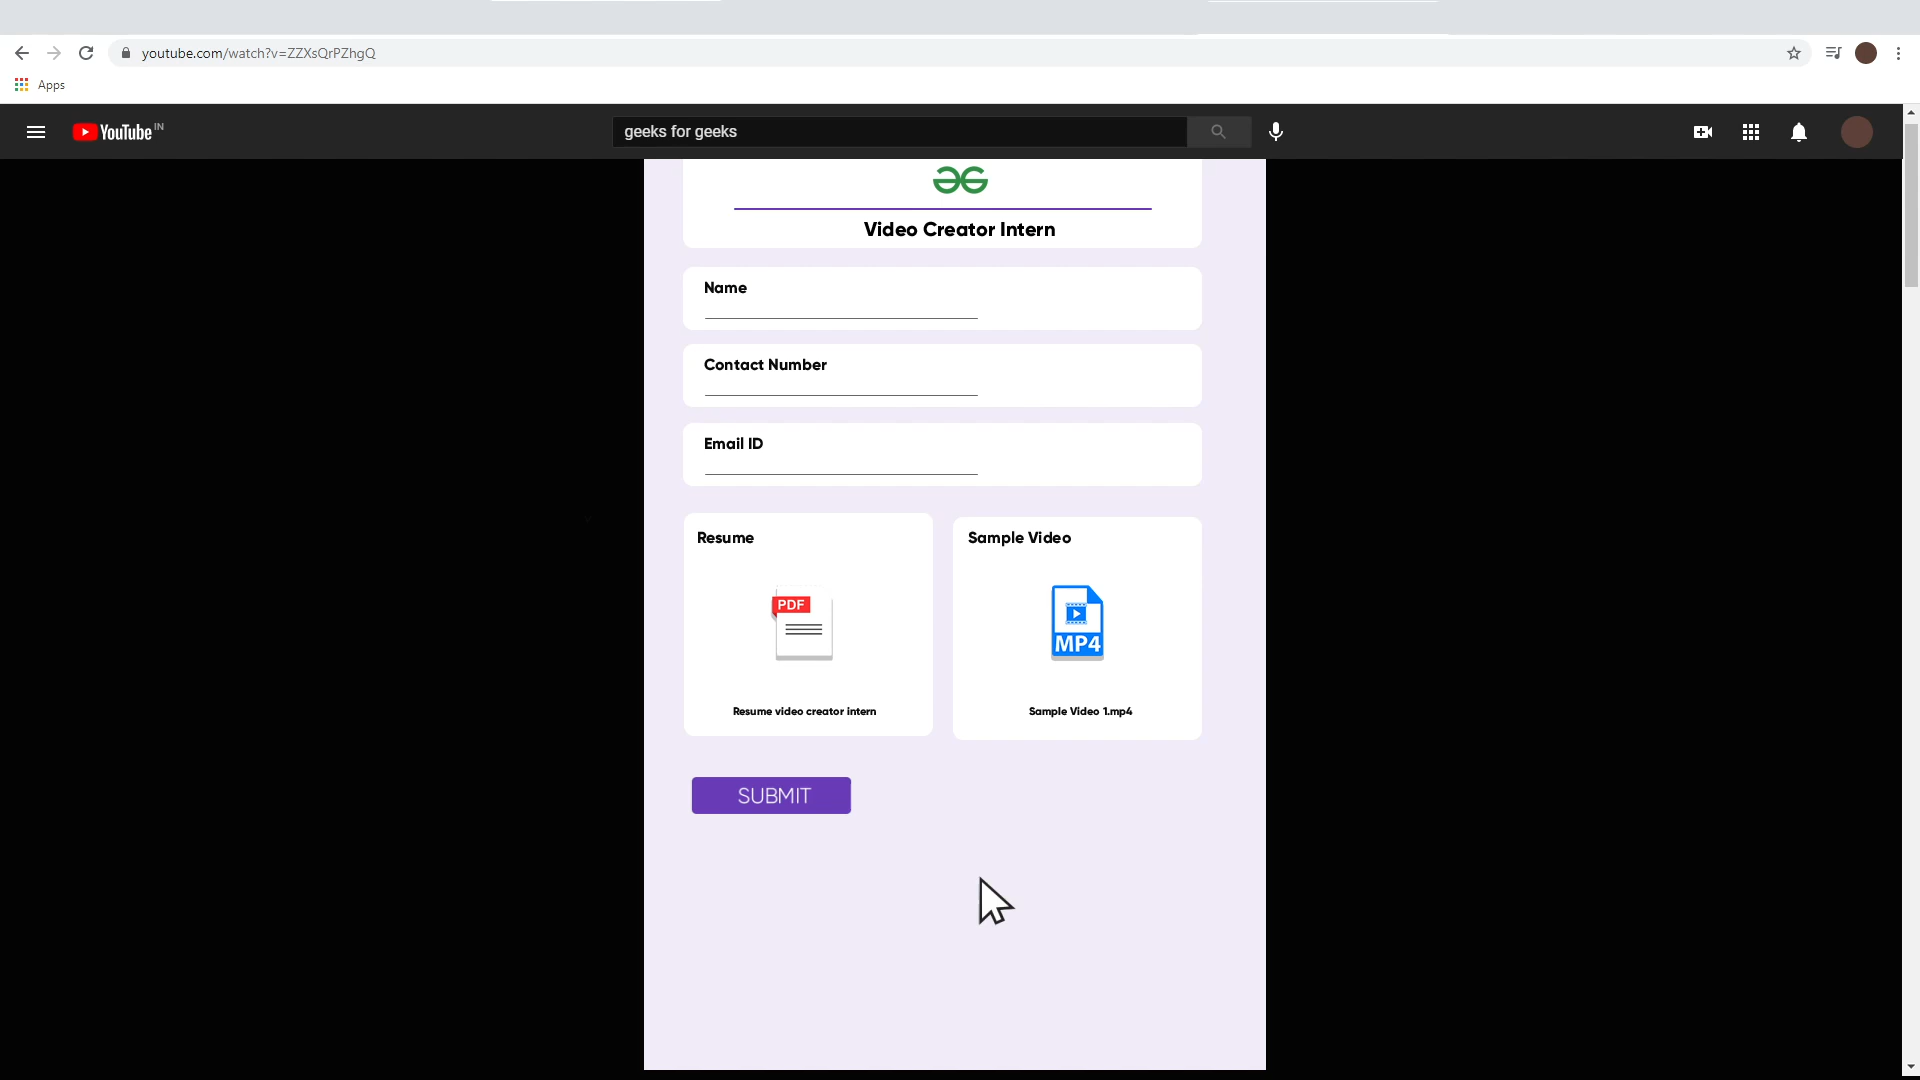 youtube.com/watch?v=ZZXsQrPZhgQ
Apps
YouTube IN
geeks for geeks
Video Creator Intern
Name
Contact Number
Email ID
Resume
Sample Video
PDF
MP4
Resume video creator intern
Sample Video 1.mp4
SUBMIT